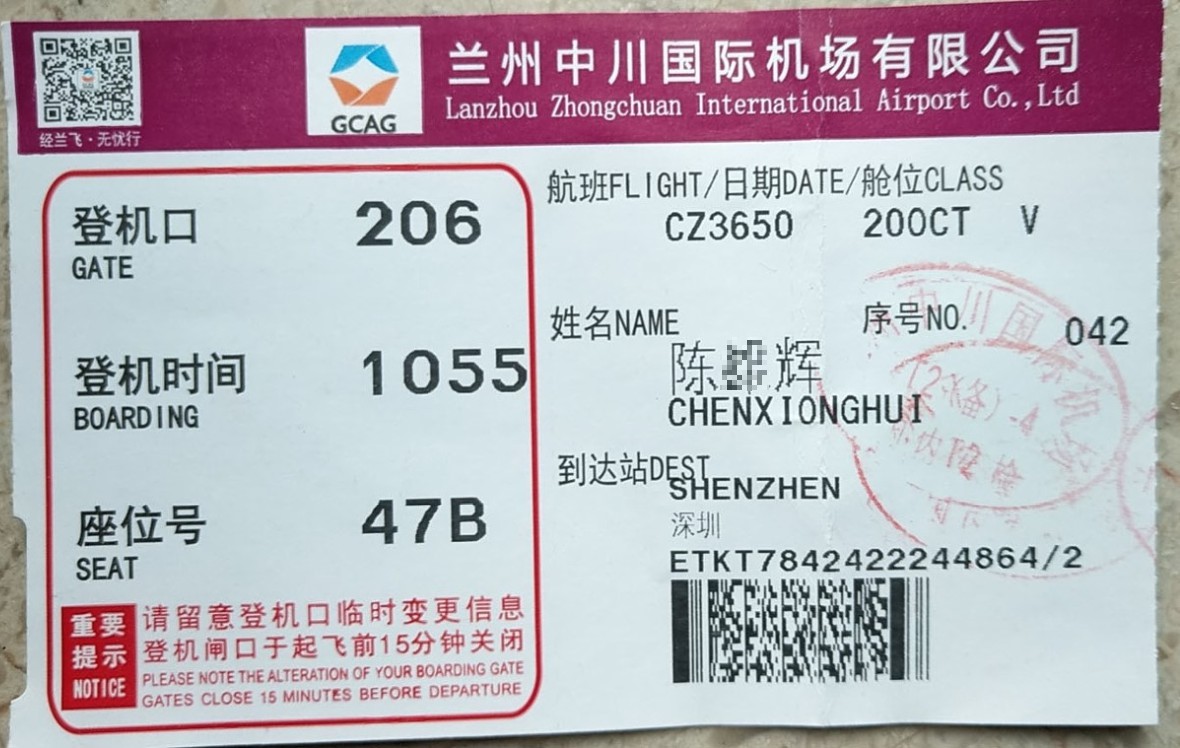 兰州中川国际机场有限公司
Lanzhou Zhongchuan International Airport Co.,Ltd
GCAG
经兰飞·无忧行
登机口 206
GATE
登机时间 1055
BOARDING
座位号 47B
SEAT
重要提示 NOTICE
请留意登机口临时变更信息
登机闸口于起飞前15分钟关闭
PLEASE NOTE THE ALTERATION OF YOUR BOARDING GATE
GATES CLOSE 15 MINUTES BEFORE DEPARTURE
航班FLIGHT/日期DATE/舱位CLASS
CZ3650 20OCT V
姓名NAME 序号NO. 042
陈 辉
CHENXIONGHUI
到达站DEST
SHENZHEN
深圳
ETKT7842422244864/2
中川国际机场